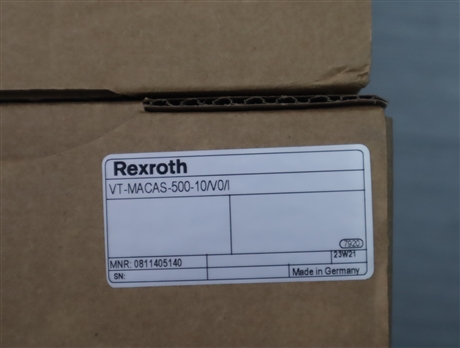 Rexroth
VT-MACAS-500-10/V0/I
7920
23W21
MNR: 0811405140
SN:
Made in Germany